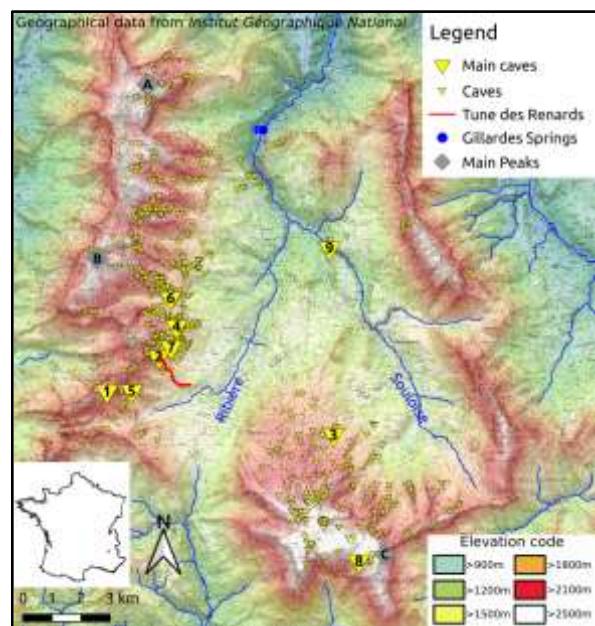 Geographical data from Institut Géographique National
Legend
Main caves
Caves
Tune des Renards
Gillardes Springs
Main Peaks
A
B
9
6
4
7
2
1
5
3
8
C
Ribière
Souloise
N
0 1 2 3 km
Elevation code
>900m
>1800m
>1200m
>2100m
>1500m
>2500m